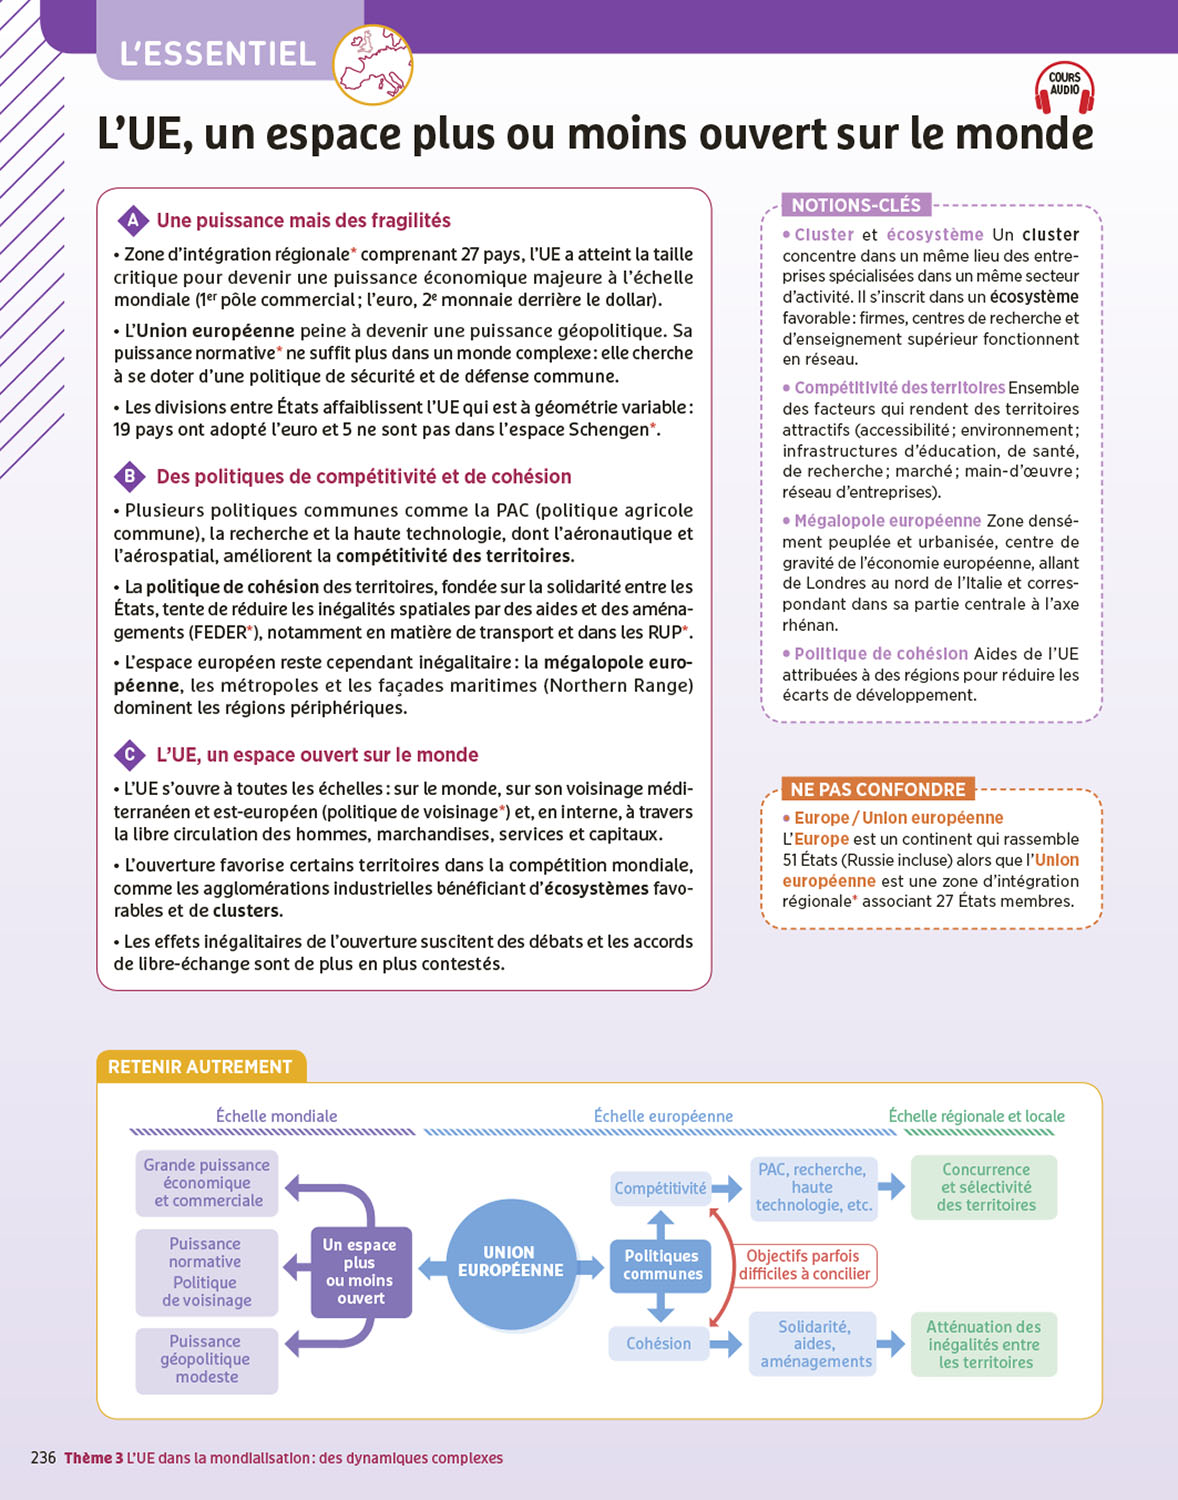 L'ESSENTIEL
COURS
AUDIO
L'UE, un espace plus ou moins ouvert sur le monde
A Une puissance mais des fragilités
• Zone d'intégration régionale* comprenant 27 pays, l'UE a atteint la taille
critique pour devenir une puissance économique majeure à l'échelle
mondiale (1er pôle commercial ; l'euro, 2e monnaie derrière le dollar).
• L'Union européenne peine à devenir une puissance géopolitique. Sa
puissance normative* ne suffit plus dans un monde complexe : elle cherche
à se doter d'une politique de sécurité et de défense commune.
• Les divisions entre États affaiblissent l'UE qui est à géométrie variable :
19 pays ont adopté l'euro et 5 ne sont pas dans l'espace Schengen*.
B Des politiques de compétitivité et de cohésion
• Plusieurs politiques communes comme la PAC (politique agricole
commune), la recherche et la haute technologie, dont l'aéronautique et
l'aérospatial, améliorent la compétitivité des territoires.
• La politique de cohésion des territoires, fondée sur la solidarité entre les
États, tente de réduire les inégalités spatiales par des aides et des aména-
gements (FEDER*), notamment en matière de transport et dans les RUP*.
• L'espace européen reste cependant inégalitaire : la mégalopole euro-
péenne, les métropoles et les façades maritimes (Northern Range)
dominent les régions périphériques.
C L'UE, un espace ouvert sur le monde
• L'UE s'ouvre à toutes les échelles : sur le monde, sur son voisinage médi-
terranéen et est-européen (politique de voisinage*) et, en interne, à travers
la libre circulation des hommes, marchandises, services et capitaux.
• L'ouverture favorise certains territoires dans la compétition mondiale,
comme les agglomérations industrielles bénéficiant d'écosystèmes favo-
rables et de clusters.
• Les effets inégalitaires de l'ouverture suscitent des débats et les accords
de libre-échange sont de plus en plus contestés.
NOTIONS-CLÉS
• Cluster et écosystème Un cluster
concentre dans un même lieu des entre-
prises spécialisées dans un même secteur
d'activité. Il s'inscrit dans un écosystème
favorable : firmes, centres de recherche et
d'enseignement supérieur fonctionnent
en réseau.
• Compétitivité des territoires Ensemble
des facteurs qui rendent des territoires
attractifs (accessibilité ; environnement ;
infrastructures d'éducation, de santé,
de recherche ; marché ; main-d'œuvre ;
réseau d'entreprises).
• Mégalopole européenne Zone densé-
ment peuplée et urbanisée, centre de
gravité de l'économie européenne, allant
de Londres au nord de l'Italie et corres-
pondant dans sa partie centrale à l'axe
rhénan.
• Politique de cohésion Aides de l'UE
attribuées à des régions pour réduire les
écarts de développement.
NE PAS CONFONDRE
• Europe / Union européenne
L'Europe est un continent qui rassemble
51 États (Russie incluse) alors que l'Union
européenne est une zone d'intégration
régionale* associant 27 États membres.
RETENIR AUTREMENT
Échelle mondiale
Échelle européenne
Échelle régionale et locale
Grande puissance
économique
et commerciale
Puissance
normative
Politique
de voisinage
Puissance
géopolitique
modeste
Un espace
plus
ou moins
ouvert
UNION
EUROPÉENNE
Politiques
communes
Compétitivité
Cohésion
PAC, recherche,
haute
technologie, etc.
Objectifs parfois
difficiles à concilier
Solidarité,
aides,
aménagements
Concurrence
et sélectivité
des territoires
Atténuation des
inégalités entre
les territoires
236 Thème 3 L'UE dans la mondialisation : des dynamiques complexes